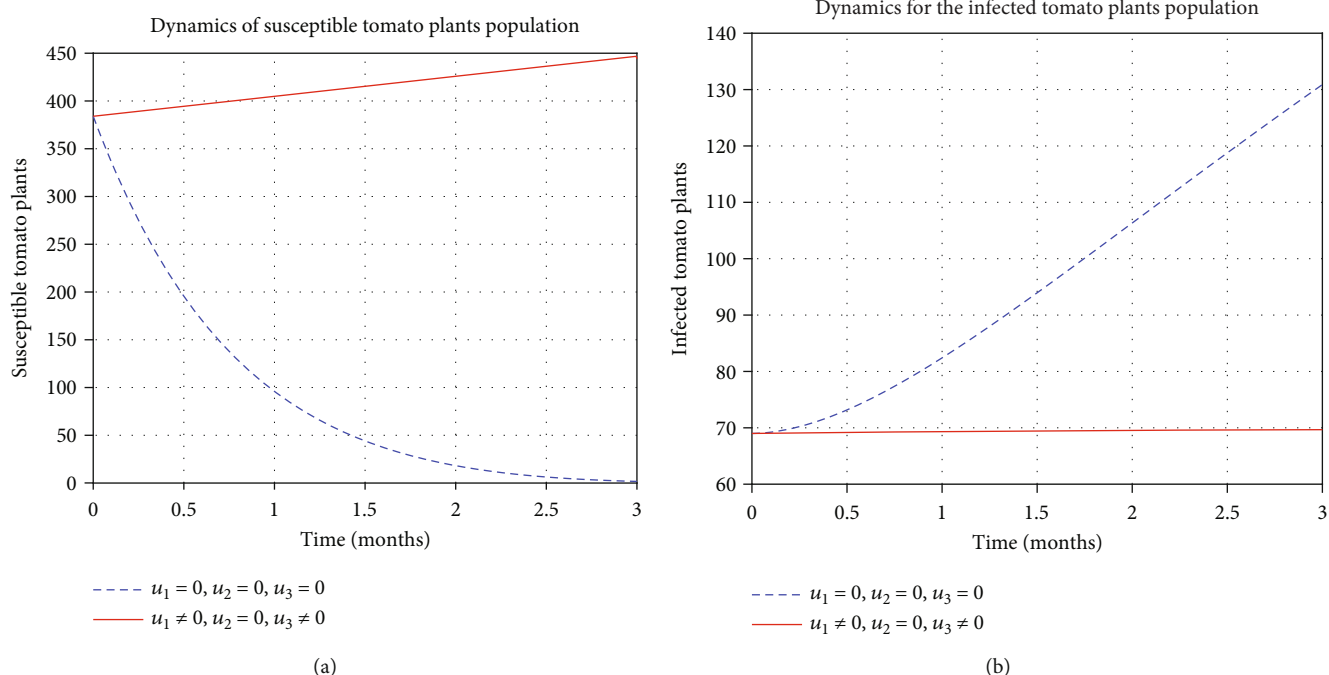 Dynamics of susceptible tomato plants population
450
400
350
300
250
200
150
100
50
0
Susceptible tomato plants
0 0.5 1 1.5 2 2.5 3
Time (months)
u₁ = 0, u₂ = 0, u₃ = 0
u₁ ≠ 0, u₂ = 0, u₃ ≠ 0
(a)
Dynamics for the infected tomato plants population
140
130
120
110
100
90
80
70
60
Infected tomato plants
0 0.5 1 1.5 2 2.5 3
Time (months)
u₁ = 0, u₂ = 0, u₃ = 0
u₁ ≠ 0, u₂ = 0, u₃ ≠ 0
(b)